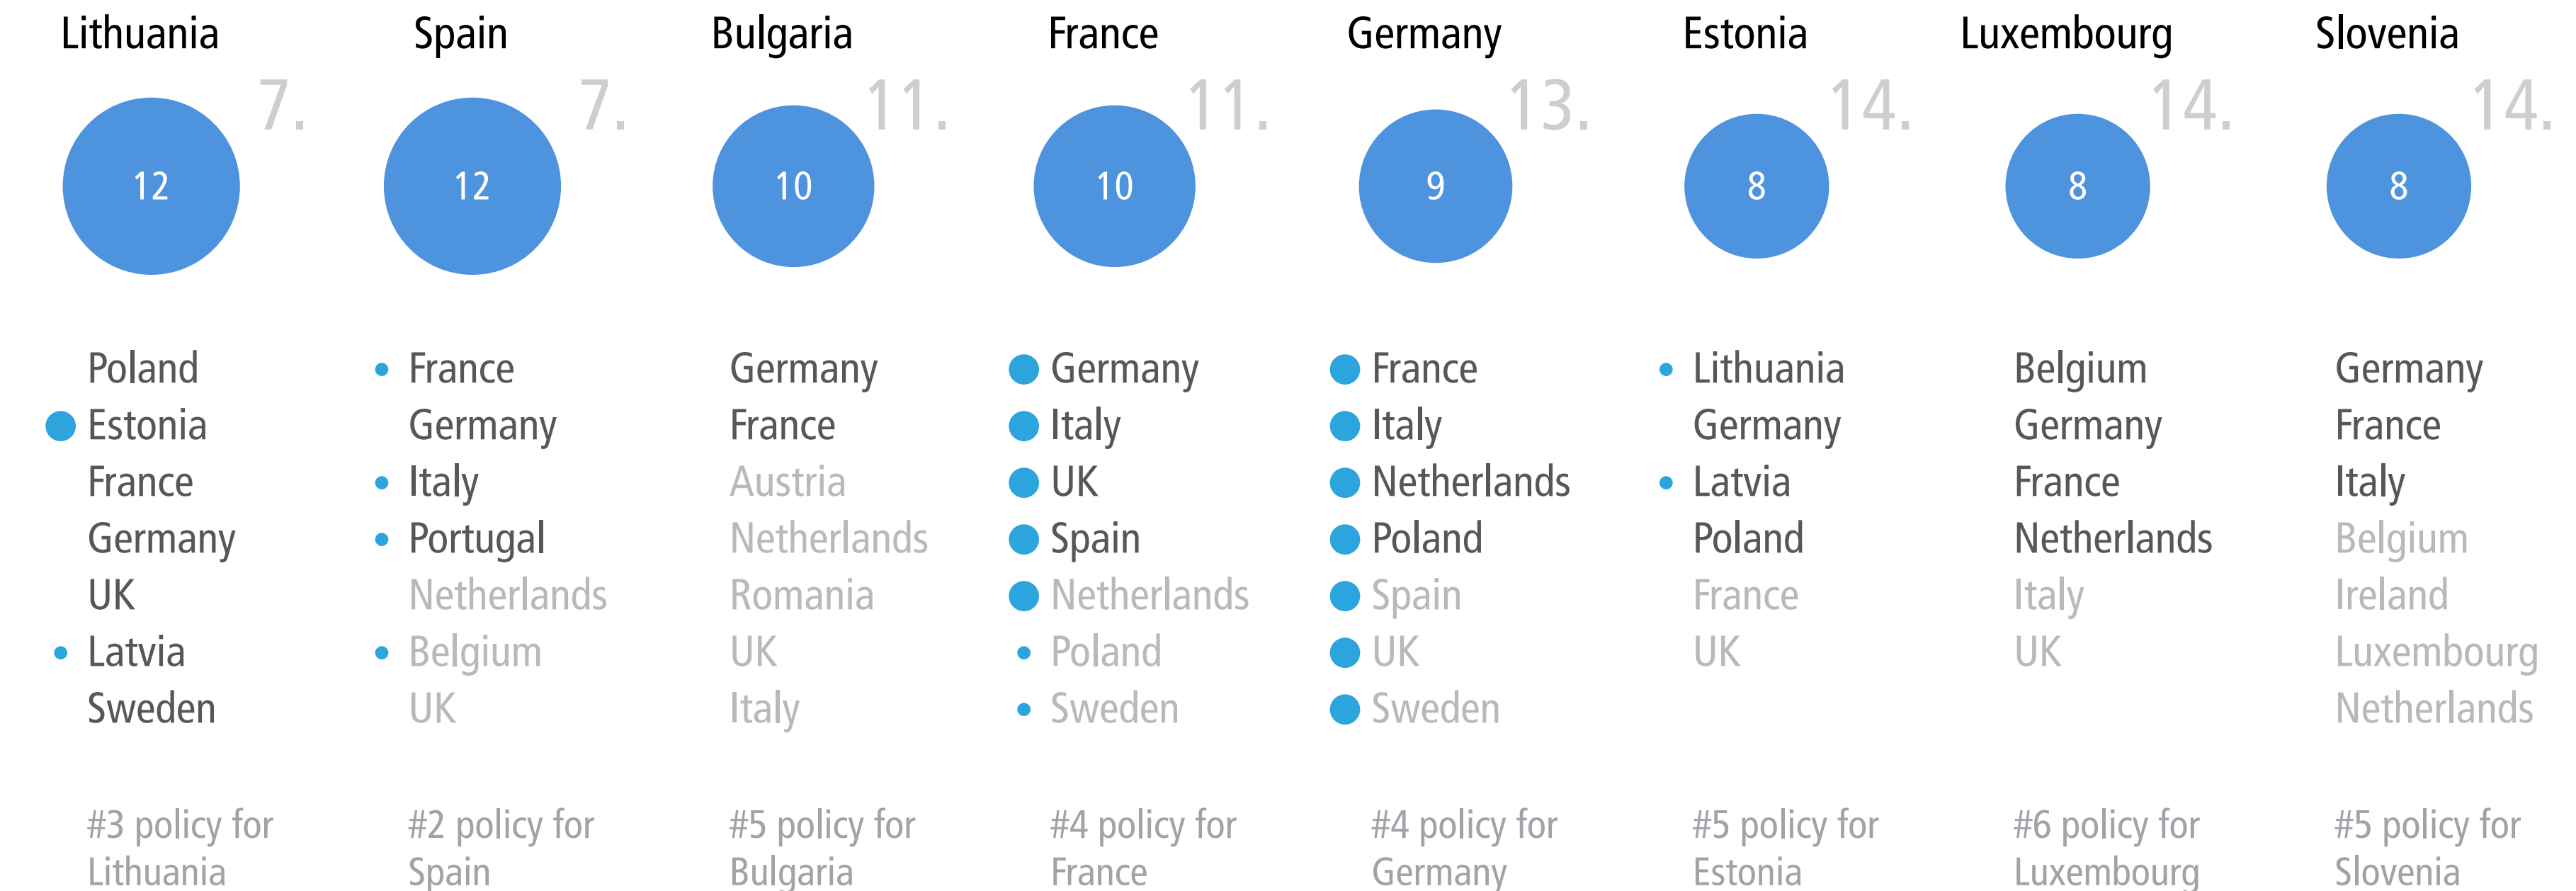 Lithuania
7.
12
Poland
Estonia
France
Germany
UK
Latvia
Sweden
#3 policy for
Lithuania
Spain
7.
12
France
Germany
Italy
Portugal
Netherlands
Belgium
UK
#2 policy for
Spain
Bulgaria
11.
10
Germany
France
Austria
Netherlands
Romania
UK
Italy
#5 policy for
Bulgaria
France
11.
10
Germany
Italy
UK
Spain
Netherlands
Poland
Sweden
#4 policy for
France
Germany
13.
9
France
Italy
Netherlands
Poland
Spain
UK
Sweden
#4 policy for
Germany
Estonia
14.
8
Lithuania
Germany
Latvia
Poland
France
UK
#5 policy for
Estonia
Luxembourg
14.
8
Belgium
Germany
France
Netherlands
Italy
UK
#6 policy for
Luxembourg
Slovenia
14.
8
Germany
France
Italy
Belgium
Ireland
Luxembourg
Netherlands
#5 policy for
Slovenia